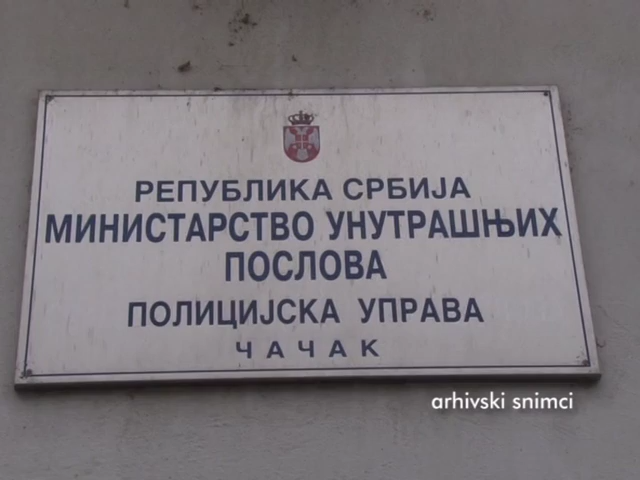 РЕПУБЛИКА СРБИЈА
МИНИСТАРСТВО УНУТРАШЊИХ
ПОСЛОВА
ПОЛИЦИЈСКА УПРАВА
ЧАЧАК
arhivski snimci